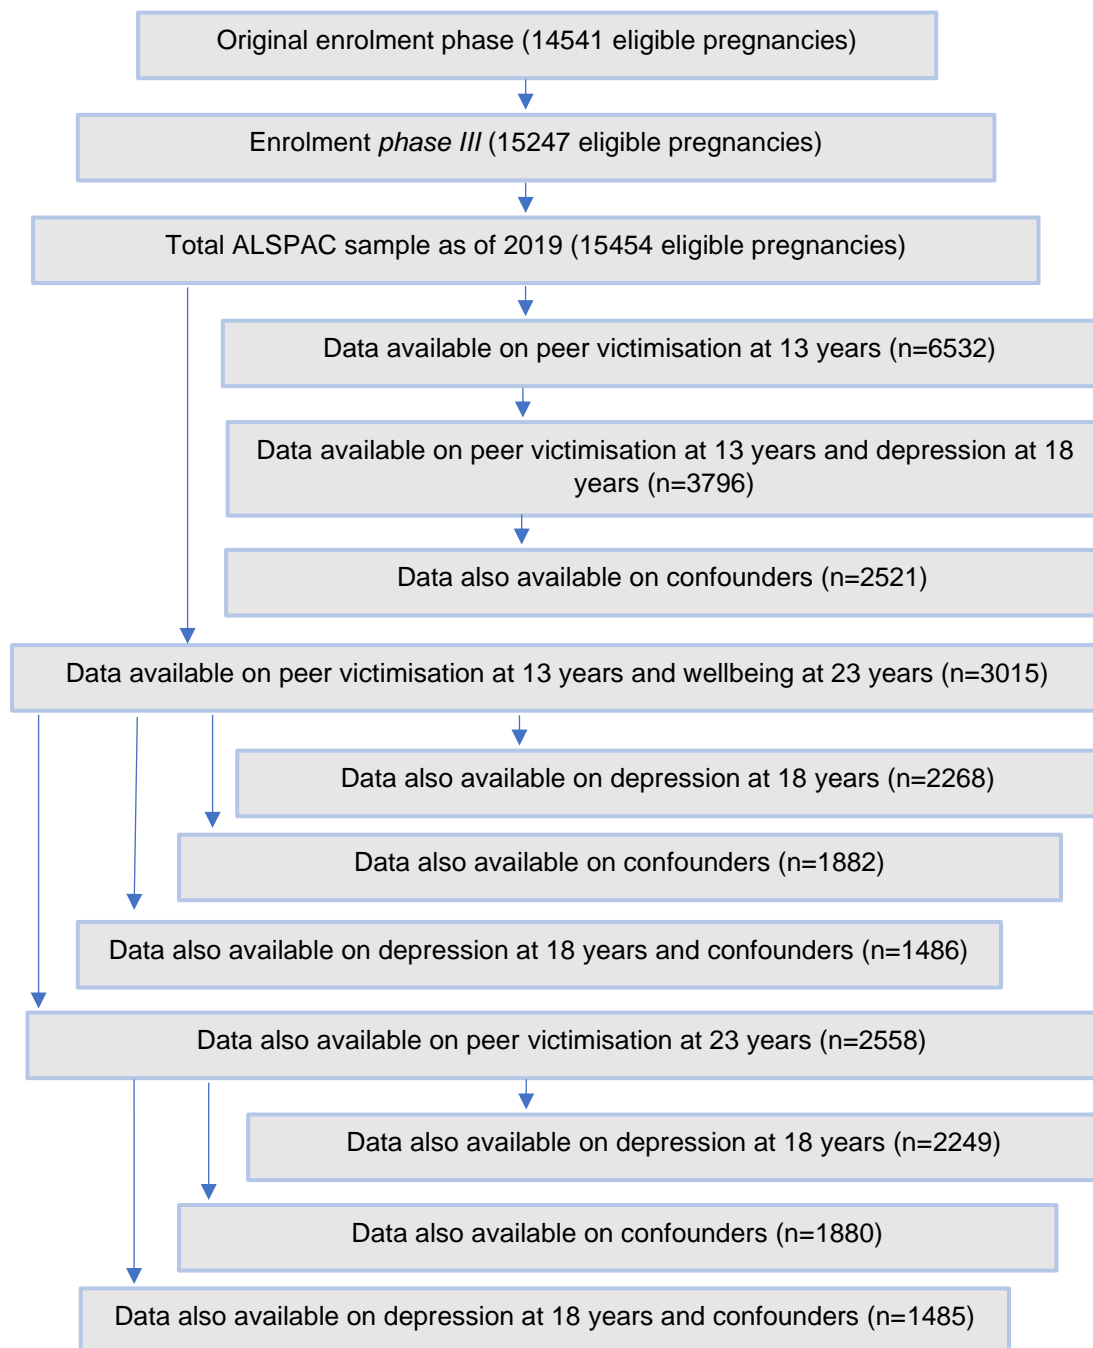 Original enrolment phase (14541 eligible pregnancies)
Enrolment phase III (15247 eligible pregnancies)
Total ALSPAC sample as of 2019 (15454 eligible pregnancies)
Data available on peer victimisation at 13 years (n=6532)
Data available on peer victimisation at 13 years and depression at 18
years (n=3796)
Data also available on confounders (n=2521)
Data available on peer victimisation at 13 years and wellbeing at 23 years (n=3015)
Data also available on depression at 18 years (n=2268)
Data also available on confounders (n=1882)
Data also available on depression at 18 years and confounders (n=1486)
Data also available on peer victimisation at 23 years (n=2558)
Data also available on depression at 18 years (n=2249)
Data also available on confounders (n=1880)
Data also available on depression at 18 years and confounders (n=1485)